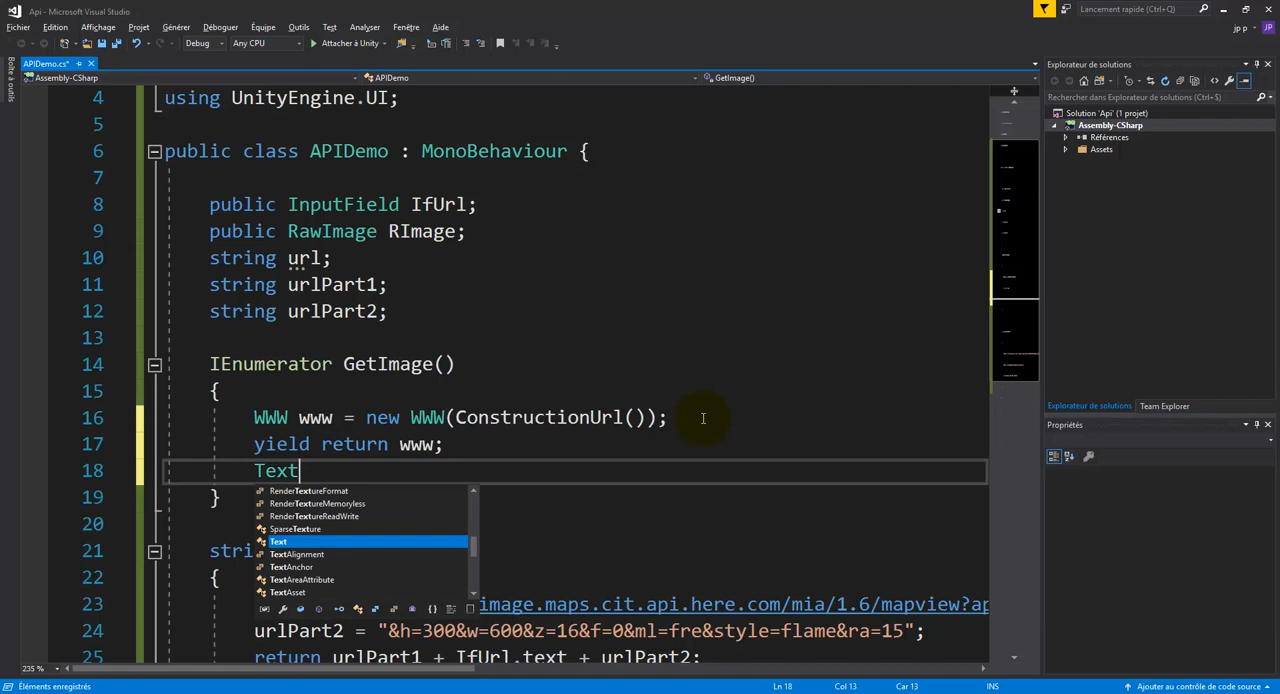 Api - Microsoft Visual Studio
Lancement rapide (Ctrl+Q)
Fichier Edition Affichage Projet Générer Déboguer Équipe Outils Test Analyser Fenêtre Aide
jp p JP
Debug Any CPU Attacher à Unity
Boîte à outils
APIDemo.cs*
Assembly-CSharp APIDemo GetImage()
4 using UnityEngine.UI;
5
6 public class APIDemo : MonoBehaviour {
7
8 public InputField IfUrl;
9 public RawImage RImage;
10 string url;
11 string urlPart1;
12 string urlPart2;
13
14 IEnumerator GetImage()
15 {
16 WWW www = new WWW(ConstructionUrl());
17 yield return www;
18 Text
19 }
20
21 stri
{
23 image.maps.cit.api.here.com/mia/1.6/mapview?ap
24 urlPart2 = "&h=300&w=600&z=16&f=0&ml=fre&style=flame&ra=15";
25 return urlPart1 + IfUrl.text + urlPart2;
RenderTextureFormat
RenderTextureMemoryless
RenderTextureReadWrite
SparseTexture
Text
TextAlignment
TextAnchor
TextAreaAttribute
TextAsset
235 %
Explorateur de solutions
Rechercher dans Explorateur de solutions (Ctrl+$)
Solution 'Api' (1 projet)
Assembly-CSharp
Références
Assets
Explorateur de solutions Team Explorer
Propriétés
Éléments enregistrés Ln 18 Col 13 Car 13 INS Ajouter au contrôle de code source